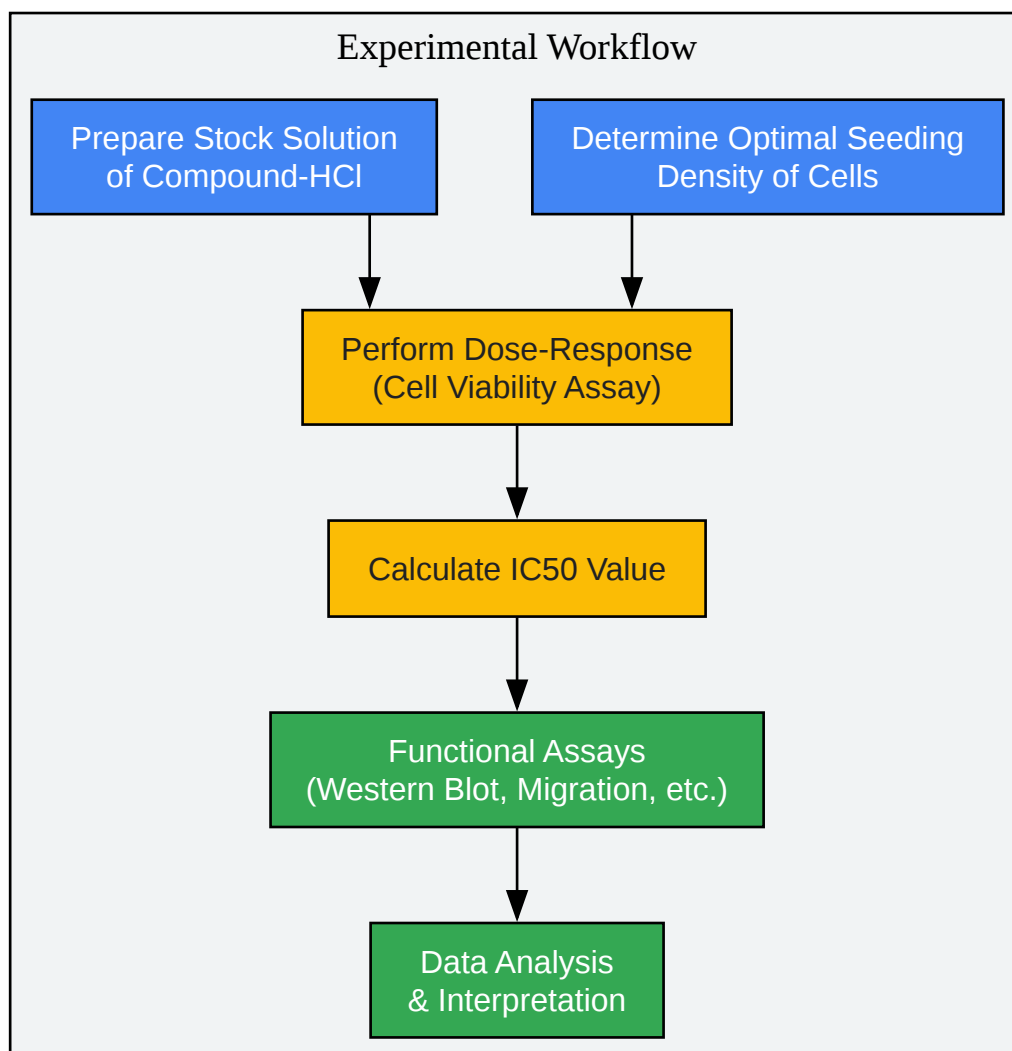 Experimental Workflow
Prepare Stock Solution
of Compound-HCl
Determine Optimal Seeding
Density of Cells
Perform Dose-Response
(Cell Viability Assay)
Calculate IC50 Value
Functional Assays
(Western Blot, Migration, etc.)
Data Analysis
& Interpretation